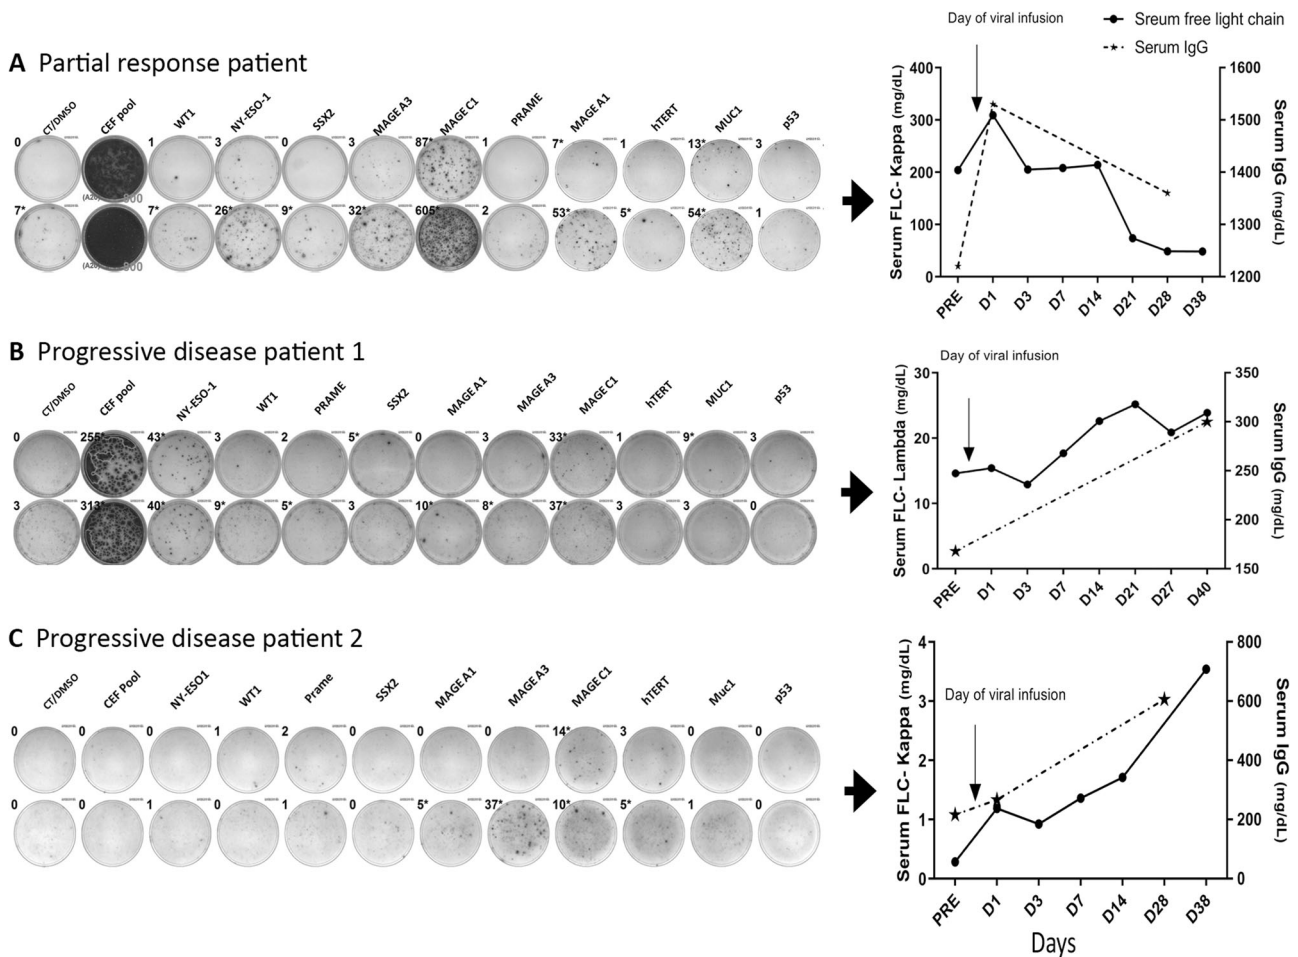 Day of viral infusion
Sreum free light chain
Serum IgG
A Partial response patient
CT/DMSO CEF pool WT1 NY-ESO-1 SSX2 MAGE A3 MAGE C1 PRAME MAGE A1 hTERT MUC1 p53
0 1 3 0 3 87* 1 7* 1 13* 3
7* 7* 26* 9* 32* 605* 2 53* 5* 54* 1
Serum FLC- Kappa (mg/dL)
400
300
200
100
0
1600
1500
1400
1300
1200
Serum IgG (mg/dL)
PRE D1 D3 D7 D14 D21 D28 D38
B Progressive disease patient 1
CT/DMSO CEF pool NY-ESO-1 WT1 PRAME SSX2 MAGE A1 MAGE A3 MAGE C1 hTERT MUC1 p53
0 255* 43* 3 2 5* 0 3 33* 1 9* 3
3 313* 40* 9* 5* 3 10* 8* 37* 3 3 0
Day of viral infusion
Serum FLC- Lambda (mg/dL)
30
20
10
0
350
300
250
200
150
Serum IgG (mg/dL)
PRE D1 D3 D7 D14 D21 D27 D40
C Progressive disease patient 2
CT/DMSO CEF Pool NY-ESO1 WT1 Prame SSX2 MAGE A1 MAGE A3 MAGE C1 hTERT Muc1 p53
0 0 0 1 2 0 0 0 14* 3 0 0
0 0 1 0 1 0 5* 37* 10* 5* 1 0
Day of viral infusion
Serum FLC- Kappa (mg/dL)
4
3
2
1
0
800
600
400
200
0
Serum IgG (mg/dL)
PRE D1 D3 D7 D14 D28 D38
Days